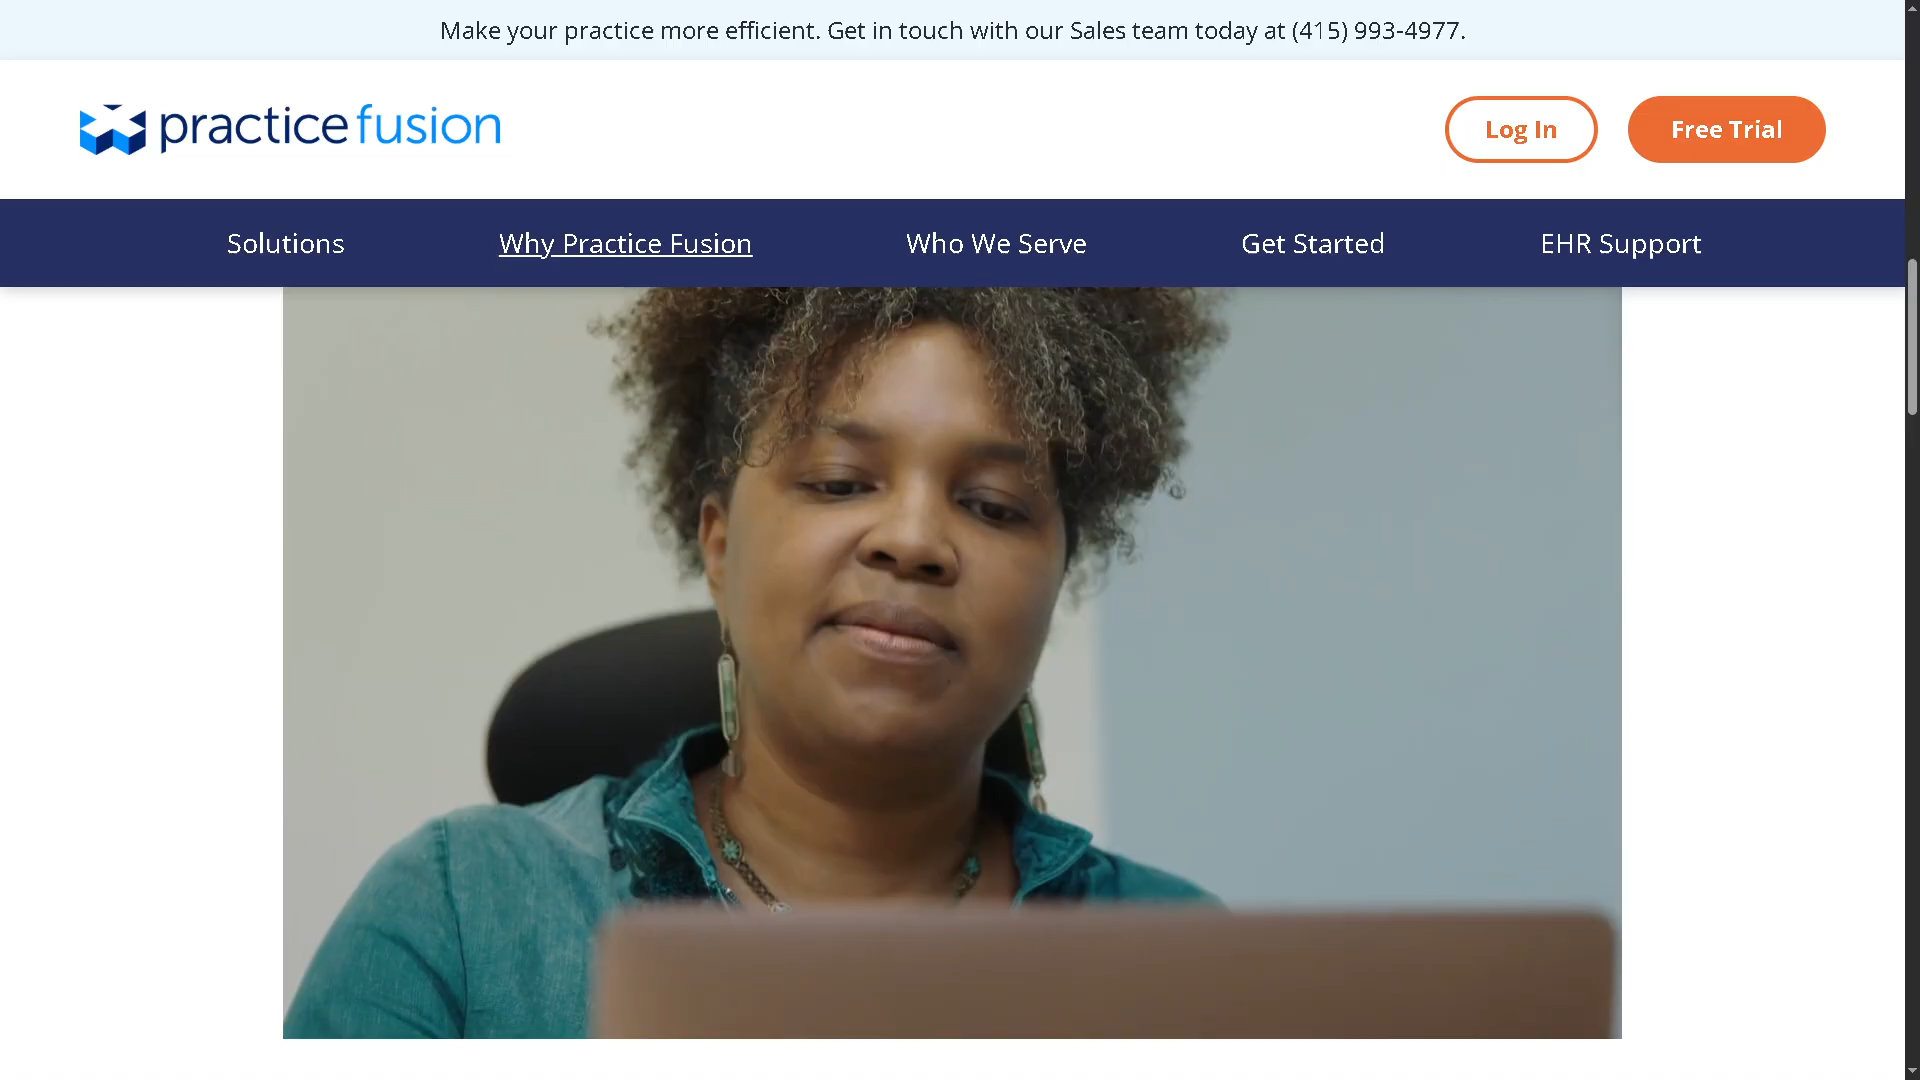 Make your practice more efficient. Get in touch with our Sales team today at (415) 993-4977.
practice fusion
Log In
Free Trial
Solutions
Why Practice Fusion
Who We Serve
Get Started
EHR Support